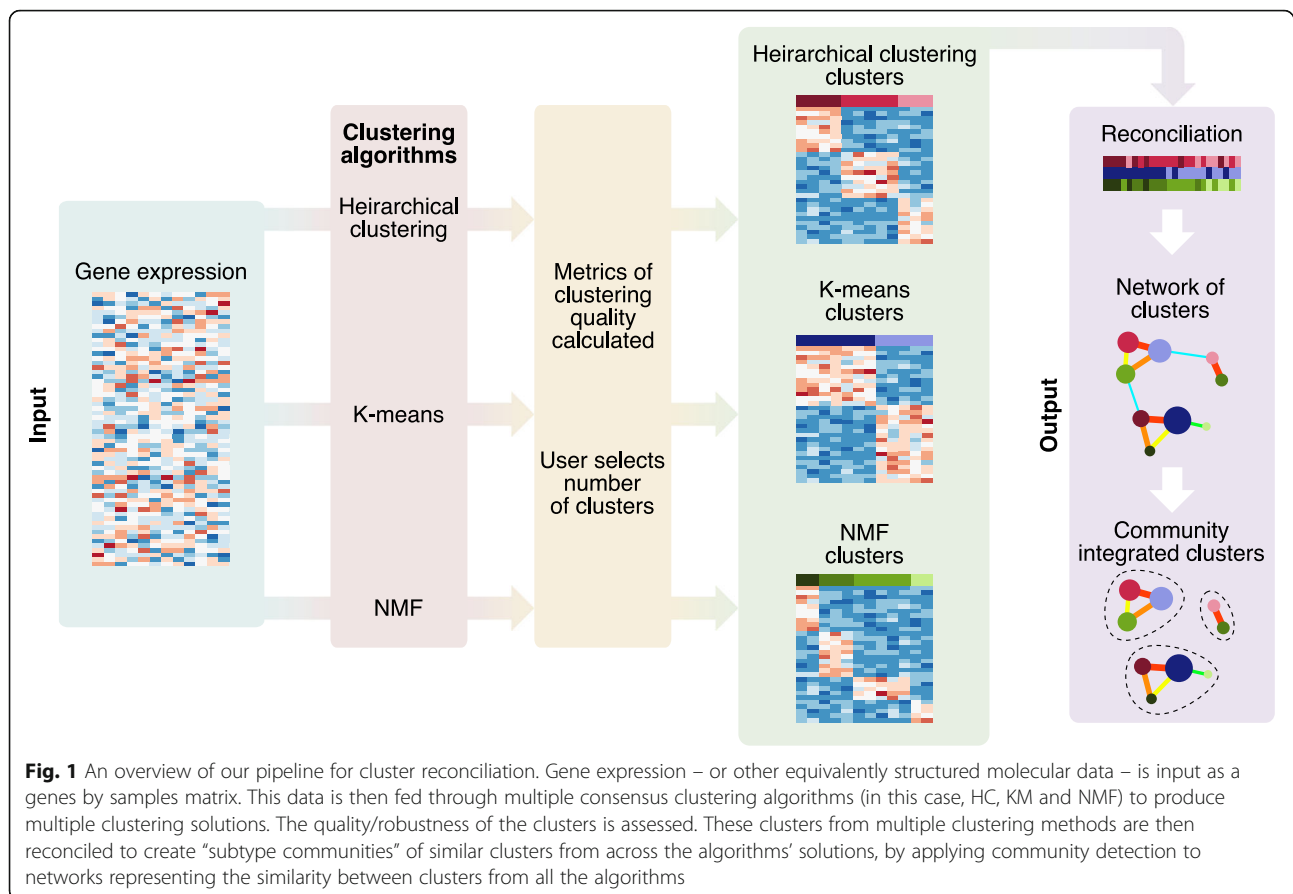 Input
Gene expression
Clustering
algorithms
Heirarchical
clustering
K-means
NMF
Metrics of
clustering
quality
calculated
User selects
number
of clusters
Heirarchical clustering
clusters
K-means
clusters
NMF
clusters
Output
Reconciliation
Network of
clusters
Community
integrated clusters
Fig. 1 An overview of our pipeline for cluster reconciliation. Gene expression – or other equivalently structured molecular data – is input as a
genes by samples matrix. This data is then fed through multiple consensus clustering algorithms (in this case, HC, KM and NMF) to produce
multiple clustering solutions. The quality/robustness of the clusters is assessed. These clusters from multiple clustering methods are then
reconciled to create “subtype communities” of similar clusters from across the algorithms’ solutions, by applying community detection to
networks representing the similarity between clusters from all the algorithms